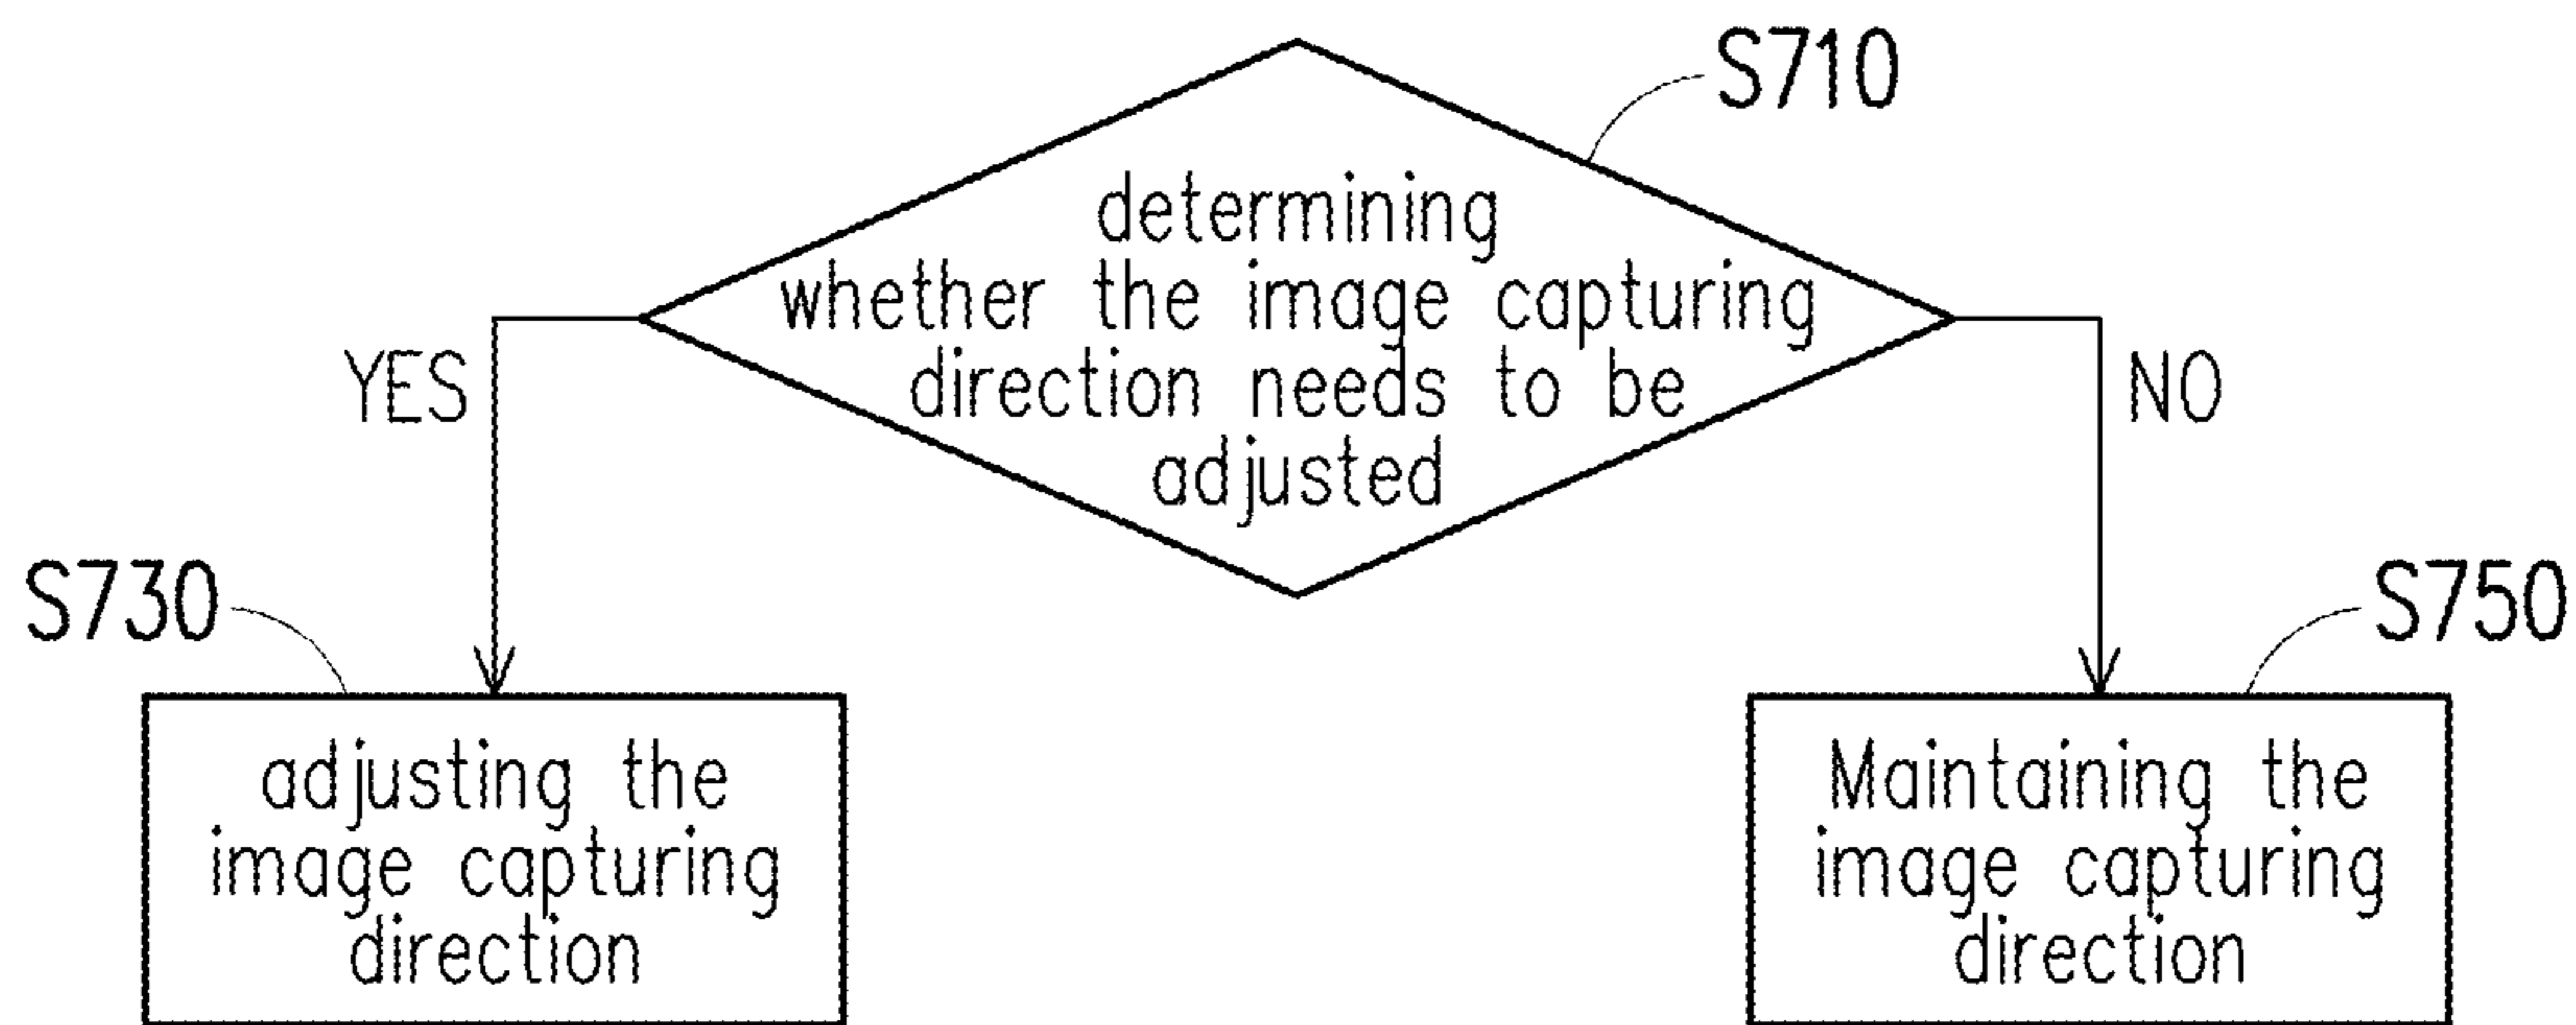 S710
determining
whether the image capturing
direction needs to be
adjusted
YES
NO
S730
S750
adjusting the
image capturing
direction
Maintaining the
image capturing
direction